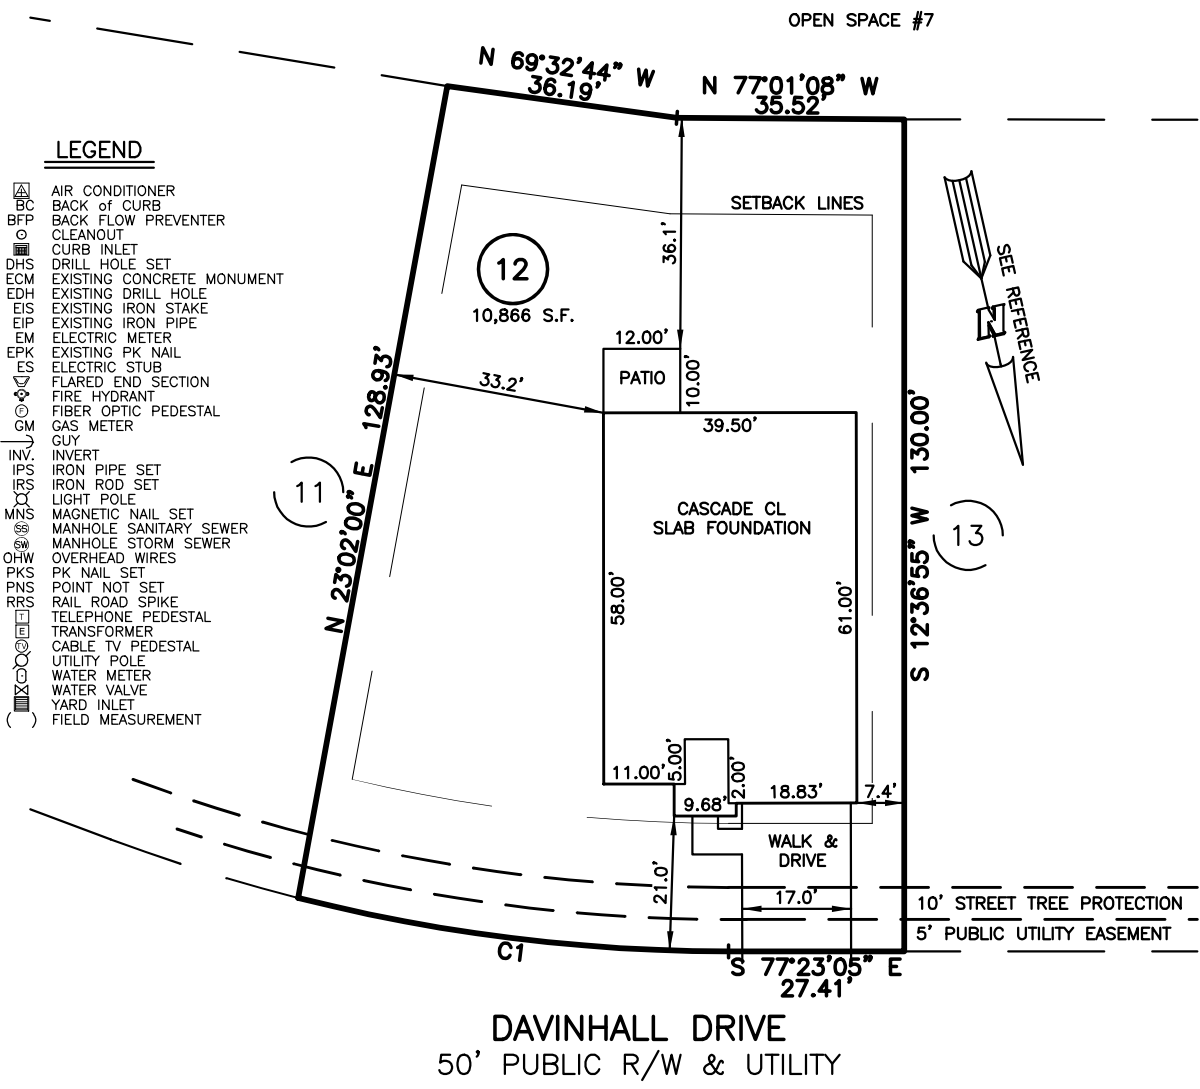 OPEN SPACE #7
N 69°32'44" W
36.19'
N 77°01'08" W
35.52'
LEGEND
AIR CONDITIONER
BC BACK of CURB
BFP BACK FLOW PREVENTER
CLEANOUT
CURB INLET
DHS DRILL HOLE SET
ECM EXISTING CONCRETE MONUMENT
EDH EXISTING DRILL HOLE
EIS EXISTING IRON STAKE
EIP EXISTING IRON PIPE
EM ELECTRIC METER
EPK EXISTING PK NAIL
ES ELECTRIC STUB
FLARED END SECTION
FIRE HYDRANT
F FIBER OPTIC PEDESTAL
GM GAS METER
GUY
INV. INVERT
IPS IRON PIPE SET
IRS IRON ROD SET
LIGHT POLE
MNS MAGNETIC NAIL SET
SS MANHOLE SANITARY SEWER
SW MANHOLE STORM SEWER
OHW OVERHEAD WIRES
PKS PK NAIL SET
PNS POINT NOT SET
RRS RAIL ROAD SPIKE
T TELEPHONE PEDESTAL
E TRANSFORMER
TV CABLE TV PEDESTAL
UTILITY POLE
WATER METER
WATER VALVE
YARD INLET
( ) FIELD MEASUREMENT
SETBACK LINES
36.1'
12
10,866 S.F.
SEE REFERENCE
N
12.00'
PATIO
10.00'
33.2'
39.50'
N 23°02'00" E 128.93'
S 12°36'55" W 130.00'
11
13
CASCADE CL
SLAB FOUNDATION
58.00'
61.00'
11.00'
5.00'
9.68'
2.00'
18.83'
7.4'
WALK &
DRIVE
21.0'
17.0'
10' STREET TREE PROTECTION
5' PUBLIC UTILITY EASEMENT
C1
S 77°23'05" E
27.41'
DAVINHALL DRIVE
50' PUBLIC R/W & UTILITY